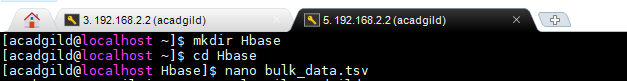 3. 192.168.2.2 (acadgild)
5. 192.168.2.2 (acadgild)
[acadgild@localhost ~]$ mkdir Hbase
[acadgild@localhost ~]$ cd Hbase
[acadgild@localhost Hbase]$ nano bulk_data.tsv